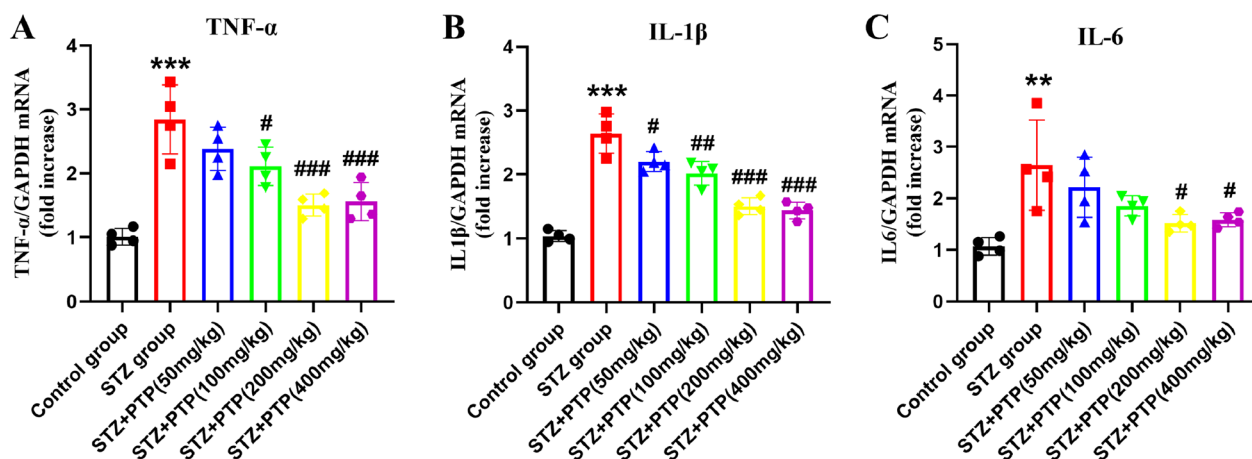 A
TNF-α
TNF-α/GAPDH mRNA
(fold increase)
4
3
2
1
0
***
#
###
###
Control group
STZ group
STZ+PTP(50mg/kg)
STZ+PTP(100mg/kg)
STZ+PTP(200mg/kg)
STZ+PTP(400mg/kg)
B
IL-1β
IL1β/GAPDH mRNA
(fold increase)
4
3
2
1
0
***
#
##
###
###
Control group
STZ group
STZ+PTP(50mg/kg)
STZ+PTP(100mg/kg)
STZ+PTP(200mg/kg)
STZ+PTP(400mg/kg)
C
IL-6
IL6/GAPDH mRNA
(fold increase)
5
4
3
2
1
0
**
#
#
Control group
STZ group
STZ+PTP(50mg/kg)
STZ+PTP(100mg/kg)
STZ+PTP(200mg/kg)
STZ+PTP(400mg/kg)